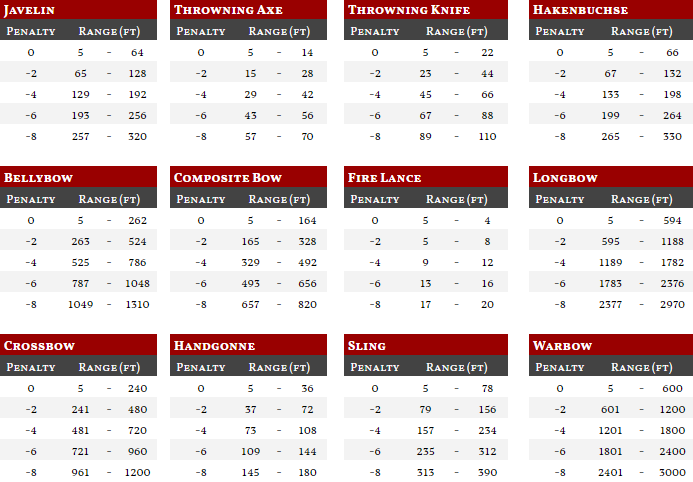 Javelin
Penalty Range (ft)
0 5 - 64
-2 65 - 128
-4 129 - 192
-6 193 - 256
-8 257 - 320
Throwning Axe
Penalty Range (ft)
0 5 - 14
-2 15 - 28
-4 29 - 42
-6 43 - 56
-8 57 - 70
Throwning Knife
Penalty Range (ft)
0 5 - 22
-2 23 - 44
-4 45 - 66
-6 67 - 88
-8 89 - 110
Hakenbuchse
Penalty Range (ft)
0 5 - 66
-2 67 - 132
-4 133 - 198
-6 199 - 264
-8 265 - 330
Bellybow
Penalty Range (ft)
0 5 - 262
-2 263 - 524
-4 525 - 786
-6 787 - 1048
-8 1049 - 1310
Composite Bow
Penalty Range (ft)
0 5 - 164
-2 165 - 328
-4 329 - 492
-6 493 - 656
-8 657 - 820
Fire Lance
Penalty Range (ft)
0 5 - 4
-2 5 - 8
-4 9 - 12
-6 13 - 16
-8 17 - 20
Longbow
Penalty Range (ft)
0 5 - 594
-2 595 - 1188
-4 1189 - 1782
-6 1783 - 2376
-8 2377 - 2970
Crossbow
Penalty Range (ft)
0 5 - 240
-2 241 - 480
-4 481 - 720
-6 721 - 960
-8 961 - 1200
Handgonne
Penalty Range (ft)
0 5 - 36
-2 37 - 72
-4 73 - 108
-6 109 - 144
-8 145 - 180
Sling
Penalty Range (ft)
0 5 - 78
-2 79 - 156
-4 157 - 234
-6 235 - 312
-8 313 - 390
Warbow
Penalty Range (ft)
0 5 - 600
-2 601 - 1200
-4 1201 - 1800
-6 1801 - 2400
-8 2401 - 3000